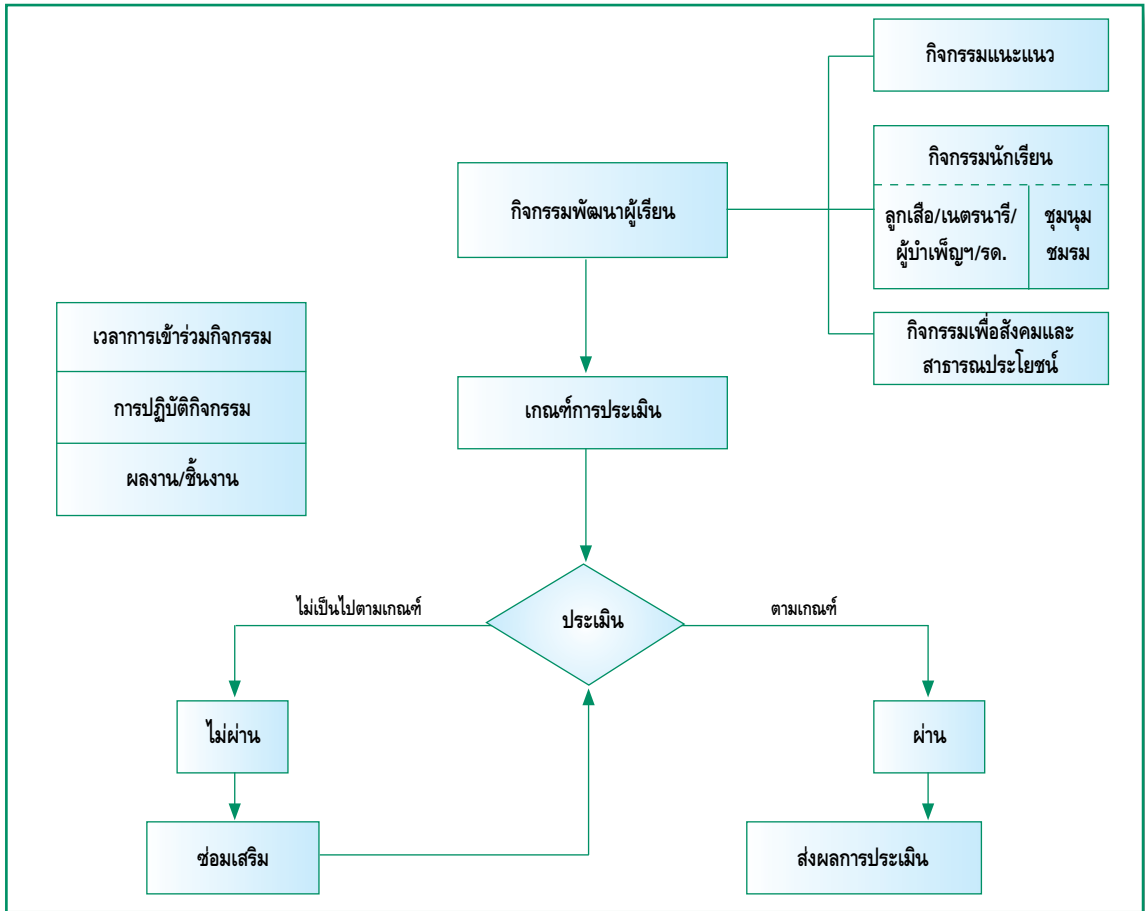 กิจกรรมแนะแนว
กิจกรรมนักเรียน
กิจกรรมพัฒนาผู้เรียน
ลูกเสือ/เนตรนารี/
ผู้บำเพ็ญฯ/รด.
ชุมนุม
ชมรม
กิจกรรมเพื่อสังคมและ
สาธารณประโยชน์
เวลาการเข้าร่วมกิจกรรม
การปฏิบัติกิจกรรม
ผลงาน/ชิ้นงาน
เกณฑ์การประเมิน
ไม่เป็นไปตามเกณฑ์
ประเมิน
ตามเกณฑ์
ไม่ผ่าน
ผ่าน
ซ่อมเสริม
ส่งผลการประเมิน